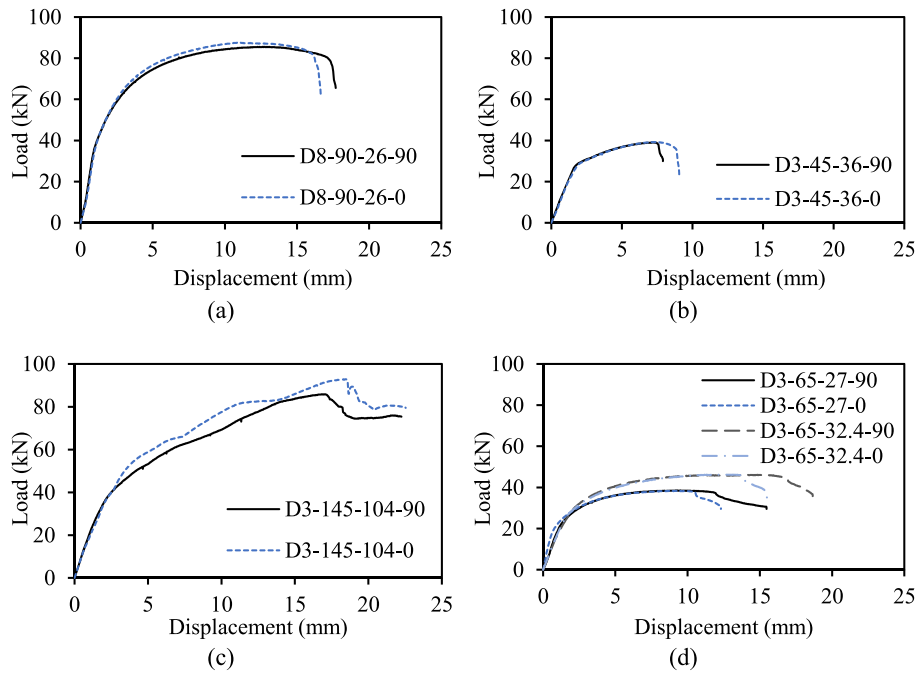 100
80
60
40
20
0
Load (kN)
D8-90-26-90
D8-90-26-0
0 5 10 15 20 25
Displacement (mm)
(a)
100
80
60
40
20
0
Load (kN)
D3-45-36-90
D3-45-36-0
0 5 10 15 20 25
Displacement (mm)
(b)
100
80
60
40
20
0
Load (kN)
D3-145-104-90
D3-145-104-0
0 5 10 15 20 25
Displacement (mm)
(c)
100
80
60
40
20
0
Load (kN)
D3-65-27-90
D3-65-27-0
D3-65-32.4-90
D3-65-32.4-0
0 5 10 15 20 25
Displacement (mm)
(d)